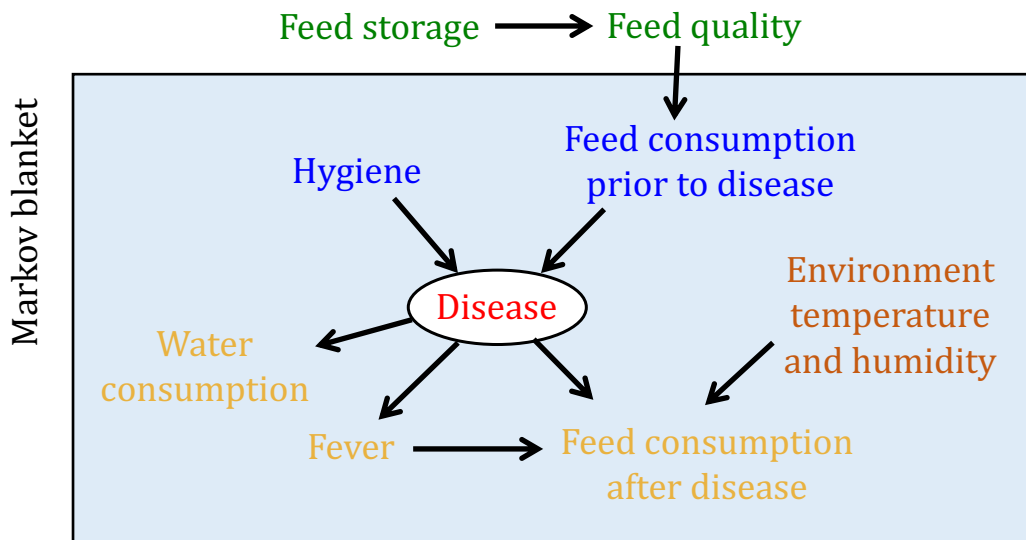 Feed storage
Feed quality
Markov blanket
Hygiene
Feed consumption
prior to disease
Disease
Environment
temperature
and humidity
Water
consumption
Fever
Feed consumption
after disease